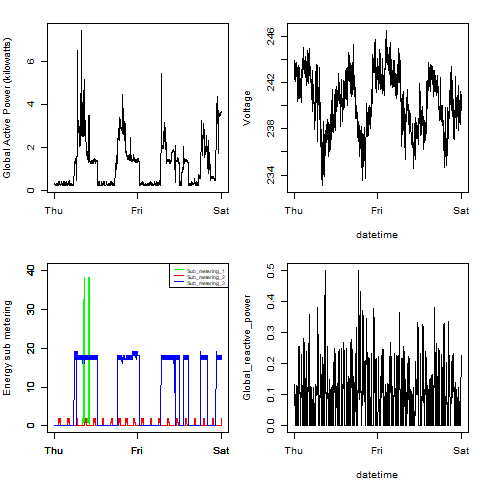 Global Active Power (kilowatts)
0 2 4 6
Thu Fri Sat
Voltage
234 238 242 246
Thu Fri Sat
datetime
Energy sub metering
0 10 20 30 40
Sub_metering_1
Sub_metering_2
Sub_metering_3
Thu Fri Sat
Global_reactive_power
0.0 0.1 0.2 0.3 0.4 0.5
Thu Fri Sat
datetime